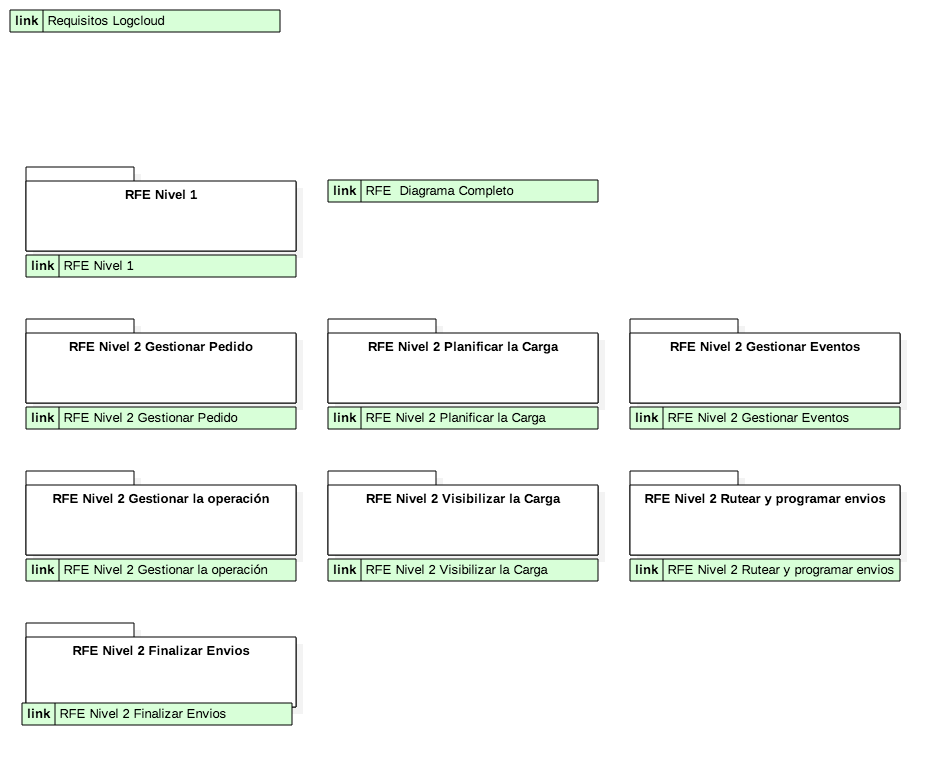 link Requisitos Logcloud
RFE Nivel 1
link RFE  Diagrama Completo
link RFE Nivel 1
RFE Nivel 2 Gestionar Pedido
link RFE Nivel 2 Gestionar Pedido
RFE Nivel 2 Planificar la Carga
link RFE Nivel 2 Planificar la Carga
RFE Nivel 2 Gestionar Eventos
link RFE Nivel 2 Gestionar Eventos
RFE Nivel 2 Gestionar la operación
link RFE Nivel 2 Gestionar la operación
RFE Nivel 2 Visibilizar la Carga
link RFE Nivel 2 Visibilizar la Carga
RFE Nivel 2 Rutear y programar envios
link RFE Nivel 2 Rutear y programar envios
RFE Nivel 2 Finalizar Envios
link RFE Nivel 2 Finalizar Envios